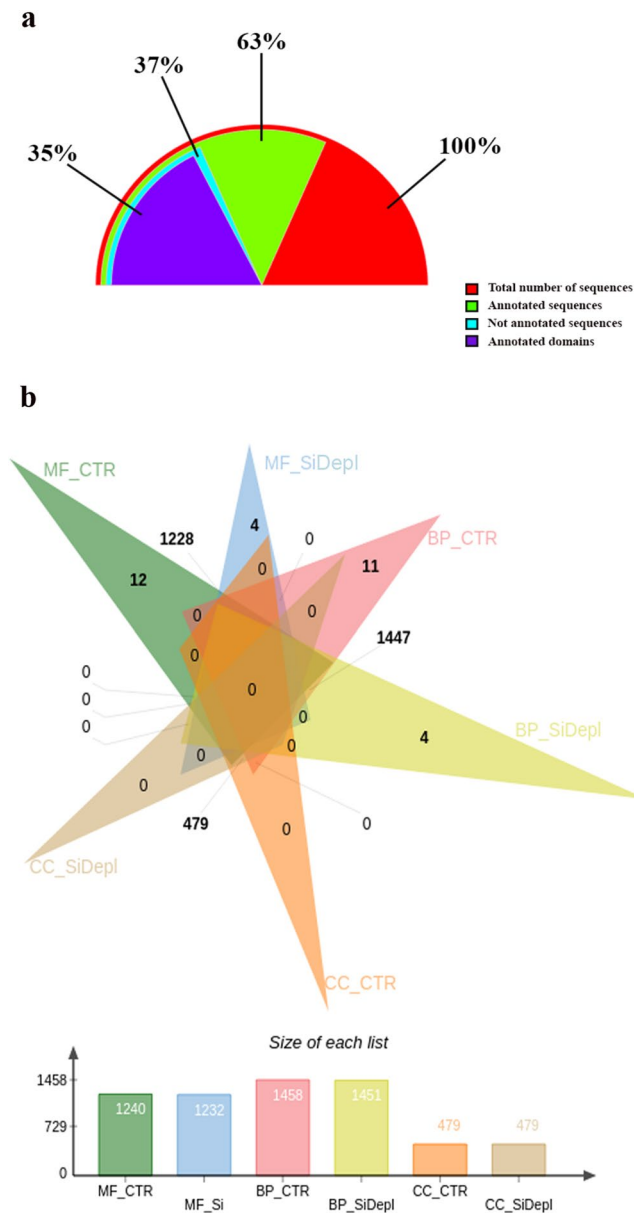 a
63%
37%
35%
100%
Total number of sequences
Annotated sequences
Not annotated sequences
Annotated domains
b
MF_CTR
MF_SiDepl
4
1228
0
BP_CTR
12
0
11
0
0
1447
0
0
0
0
0
0
BP_SiDepl
0
4
0
0
0
479
0
0
CC_SiDepl
CC_CTR
Size of each list
1458
729
0
1240
1232
1458
1451
479
479
MF_CTR
MF_Si
BP_CTR
BP_SiDepl
CC_CTR
CC_SiDepl